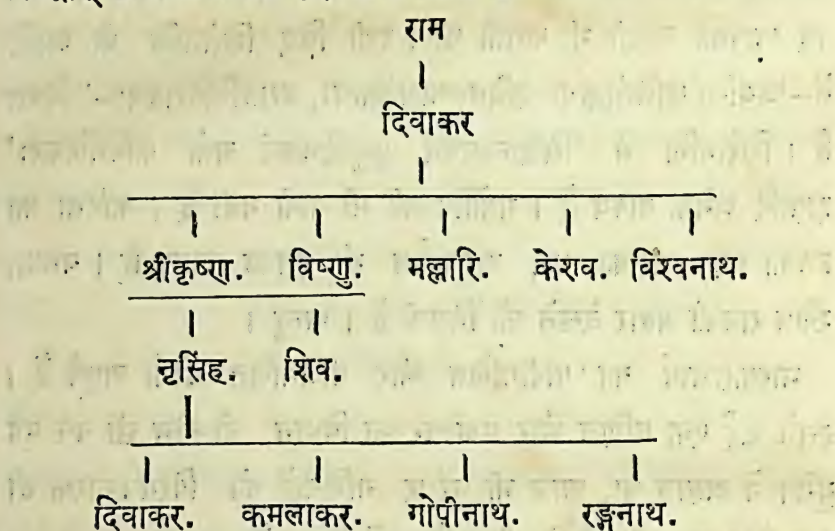 राम
दिवाकर
श्रीकृष्ण. विष्णु. मल्लारि. केशव. विश्वनाथ.
नृसिंह. शिव.
दिवाकर. कमलाकर. गोपीनाथ. रङ्गनाथ.